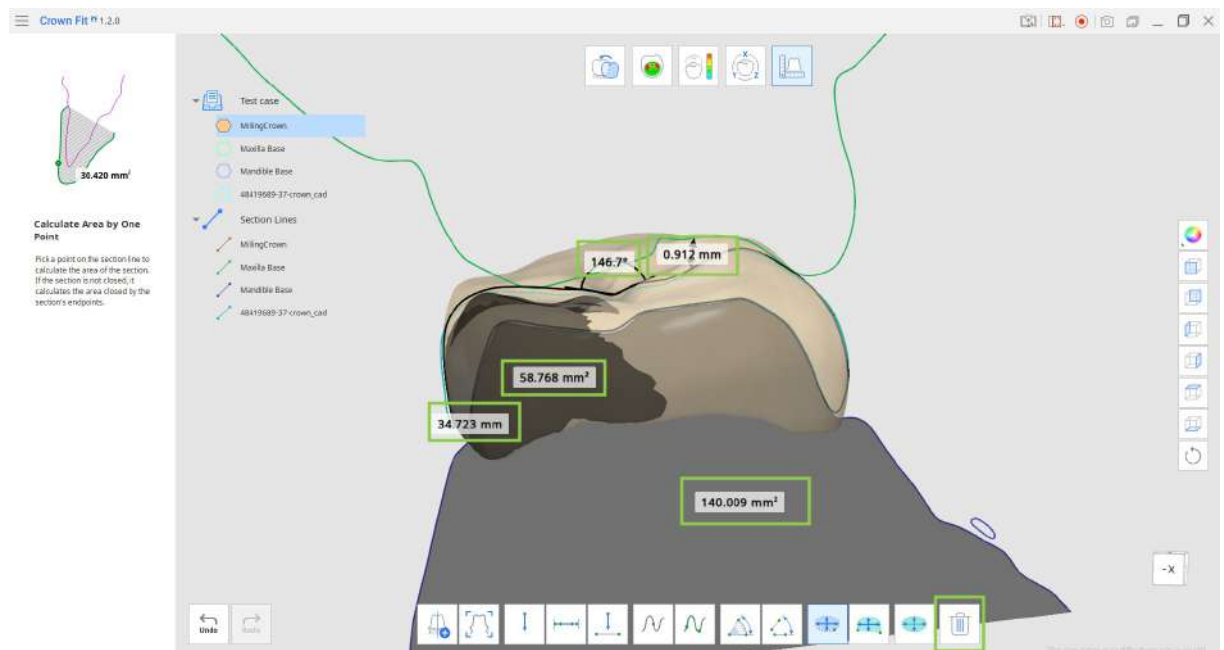 Crown Fit 1.2.0
36.420 mm²
Calculate Area by One
Point
Pick a point on the section line to
calculate the area of the section.
If the section is not closed, it
calculates the area closed by the
section's endpoints.
Test case
MillingCrown
Maxilla Base
Mandible Base
48419689-37-crown_cad
Section Lines
MillingCrown
Maxilla Base
Mandible Base
48419689-37-crown_cad
X
Y
Z
146.7°
0.912 mm
58.768 mm²
34.723 mm
140.009 mm²
-X
Undo
Redo